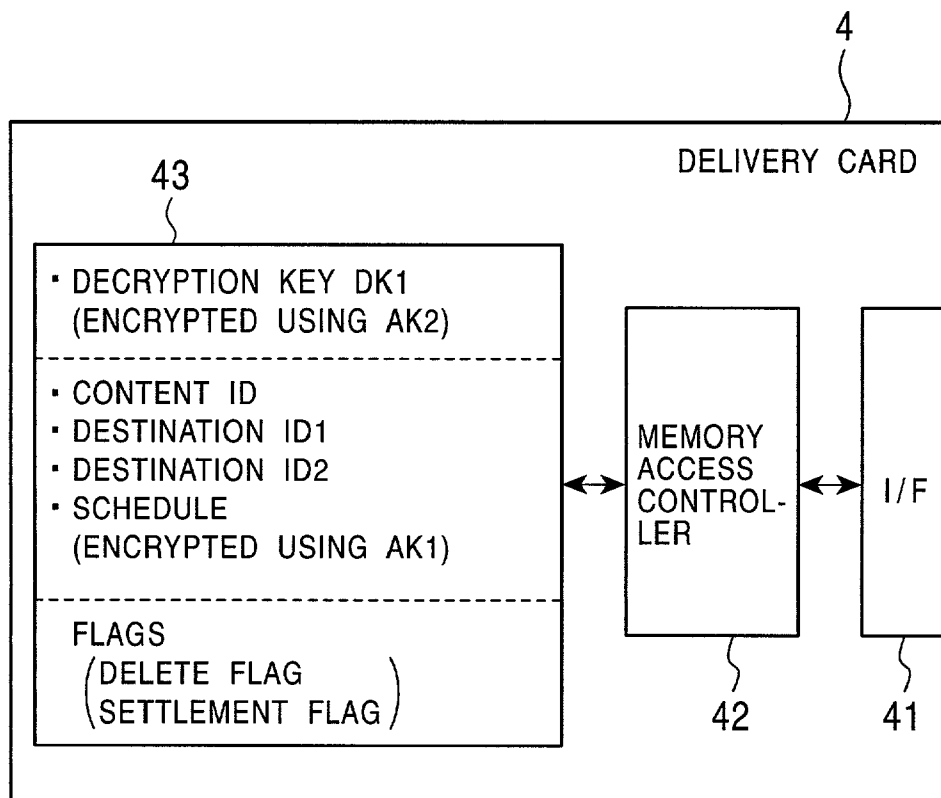 4
DELIVERY CARD
43
· DECRYPTION KEY DK1
(ENCRYPTED USING AK2)
· CONTENT ID
· DESTINATION ID1
· DESTINATION ID2
· SCHEDULE
(ENCRYPTED USING AK1)
FLAGS
(DELETE FLAG
SETTLEMENT FLAG)
MEMORY
ACCESS
CONTROL-
LER
I/F
42
41